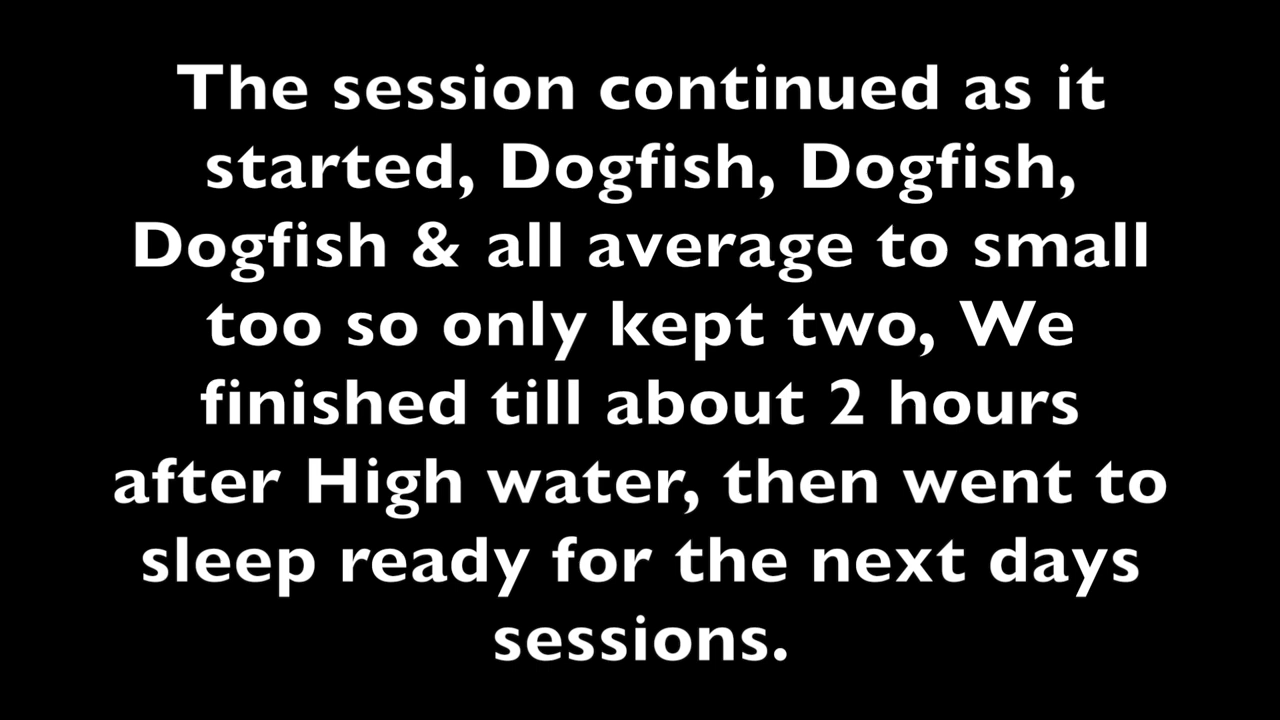 The session continued as it
started, Dogfish, Dogfish,
Dogfish & all average to small
too so only kept two, We
finished till about 2 hours
after High water, then went to
sleep ready for the next days
sessions.